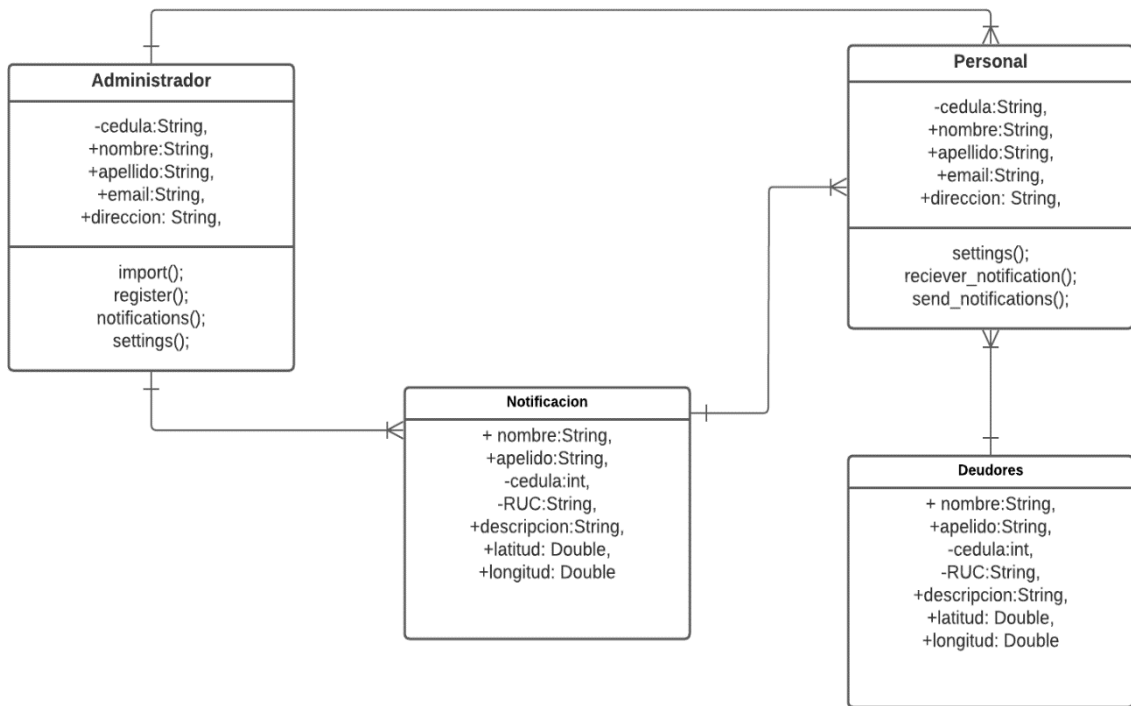 Administrador
-cedula:String,
+nombre:String,
+apellido:String,
+email:String,
+direccion: String,
import();
register();
notifications();
settings();
Personal
-cedula:String,
+nombre:String,
+apellido:String,
+email:String,
+direccion: String,
settings();
reciever_notification();
send_notifications();
Notificacion
+ nombre:String,
+apelido:String,
-cedula:int,
-RUC:String,
+descripcion:String,
+latitud: Double,
+longitud: Double
Deudores
+ nombre:String,
+apelido:String,
-cedula:int,
-RUC:String,
+descripcion:String,
+latitud: Double,
+longitud: Double